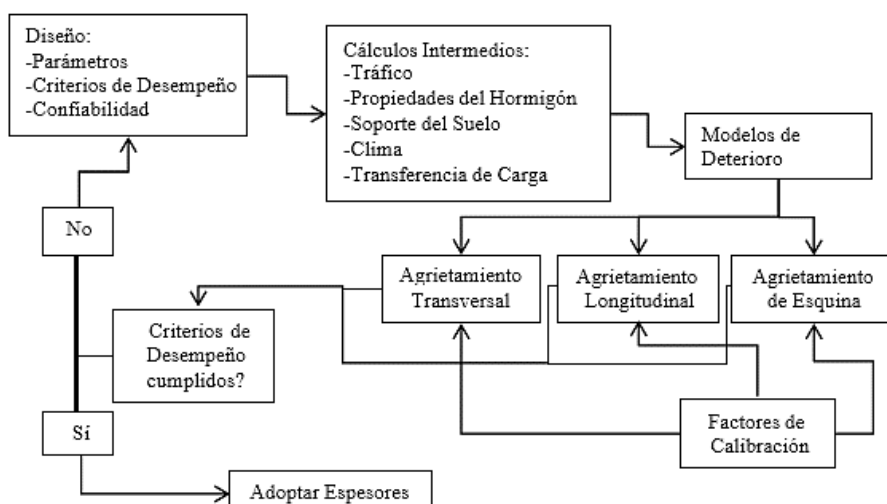 Diseño:
-Parámetros
-Criterios de Desempeño
-Confiabilidad
Cálculos Intermedios:
-Tráfico
-Propiedades del Hormigón
-Soporte del Suelo
-Clima
-Transferencia de Carga
Modelos de
Deterioro
No
Agrietamiento
Transversal
Agrietamiento
Longitudinal
Agrietamiento
de Esquina
Criterios de
Desempeño
cumplidos?
Sí
Factores de
Calibración
Adoptar Espesores